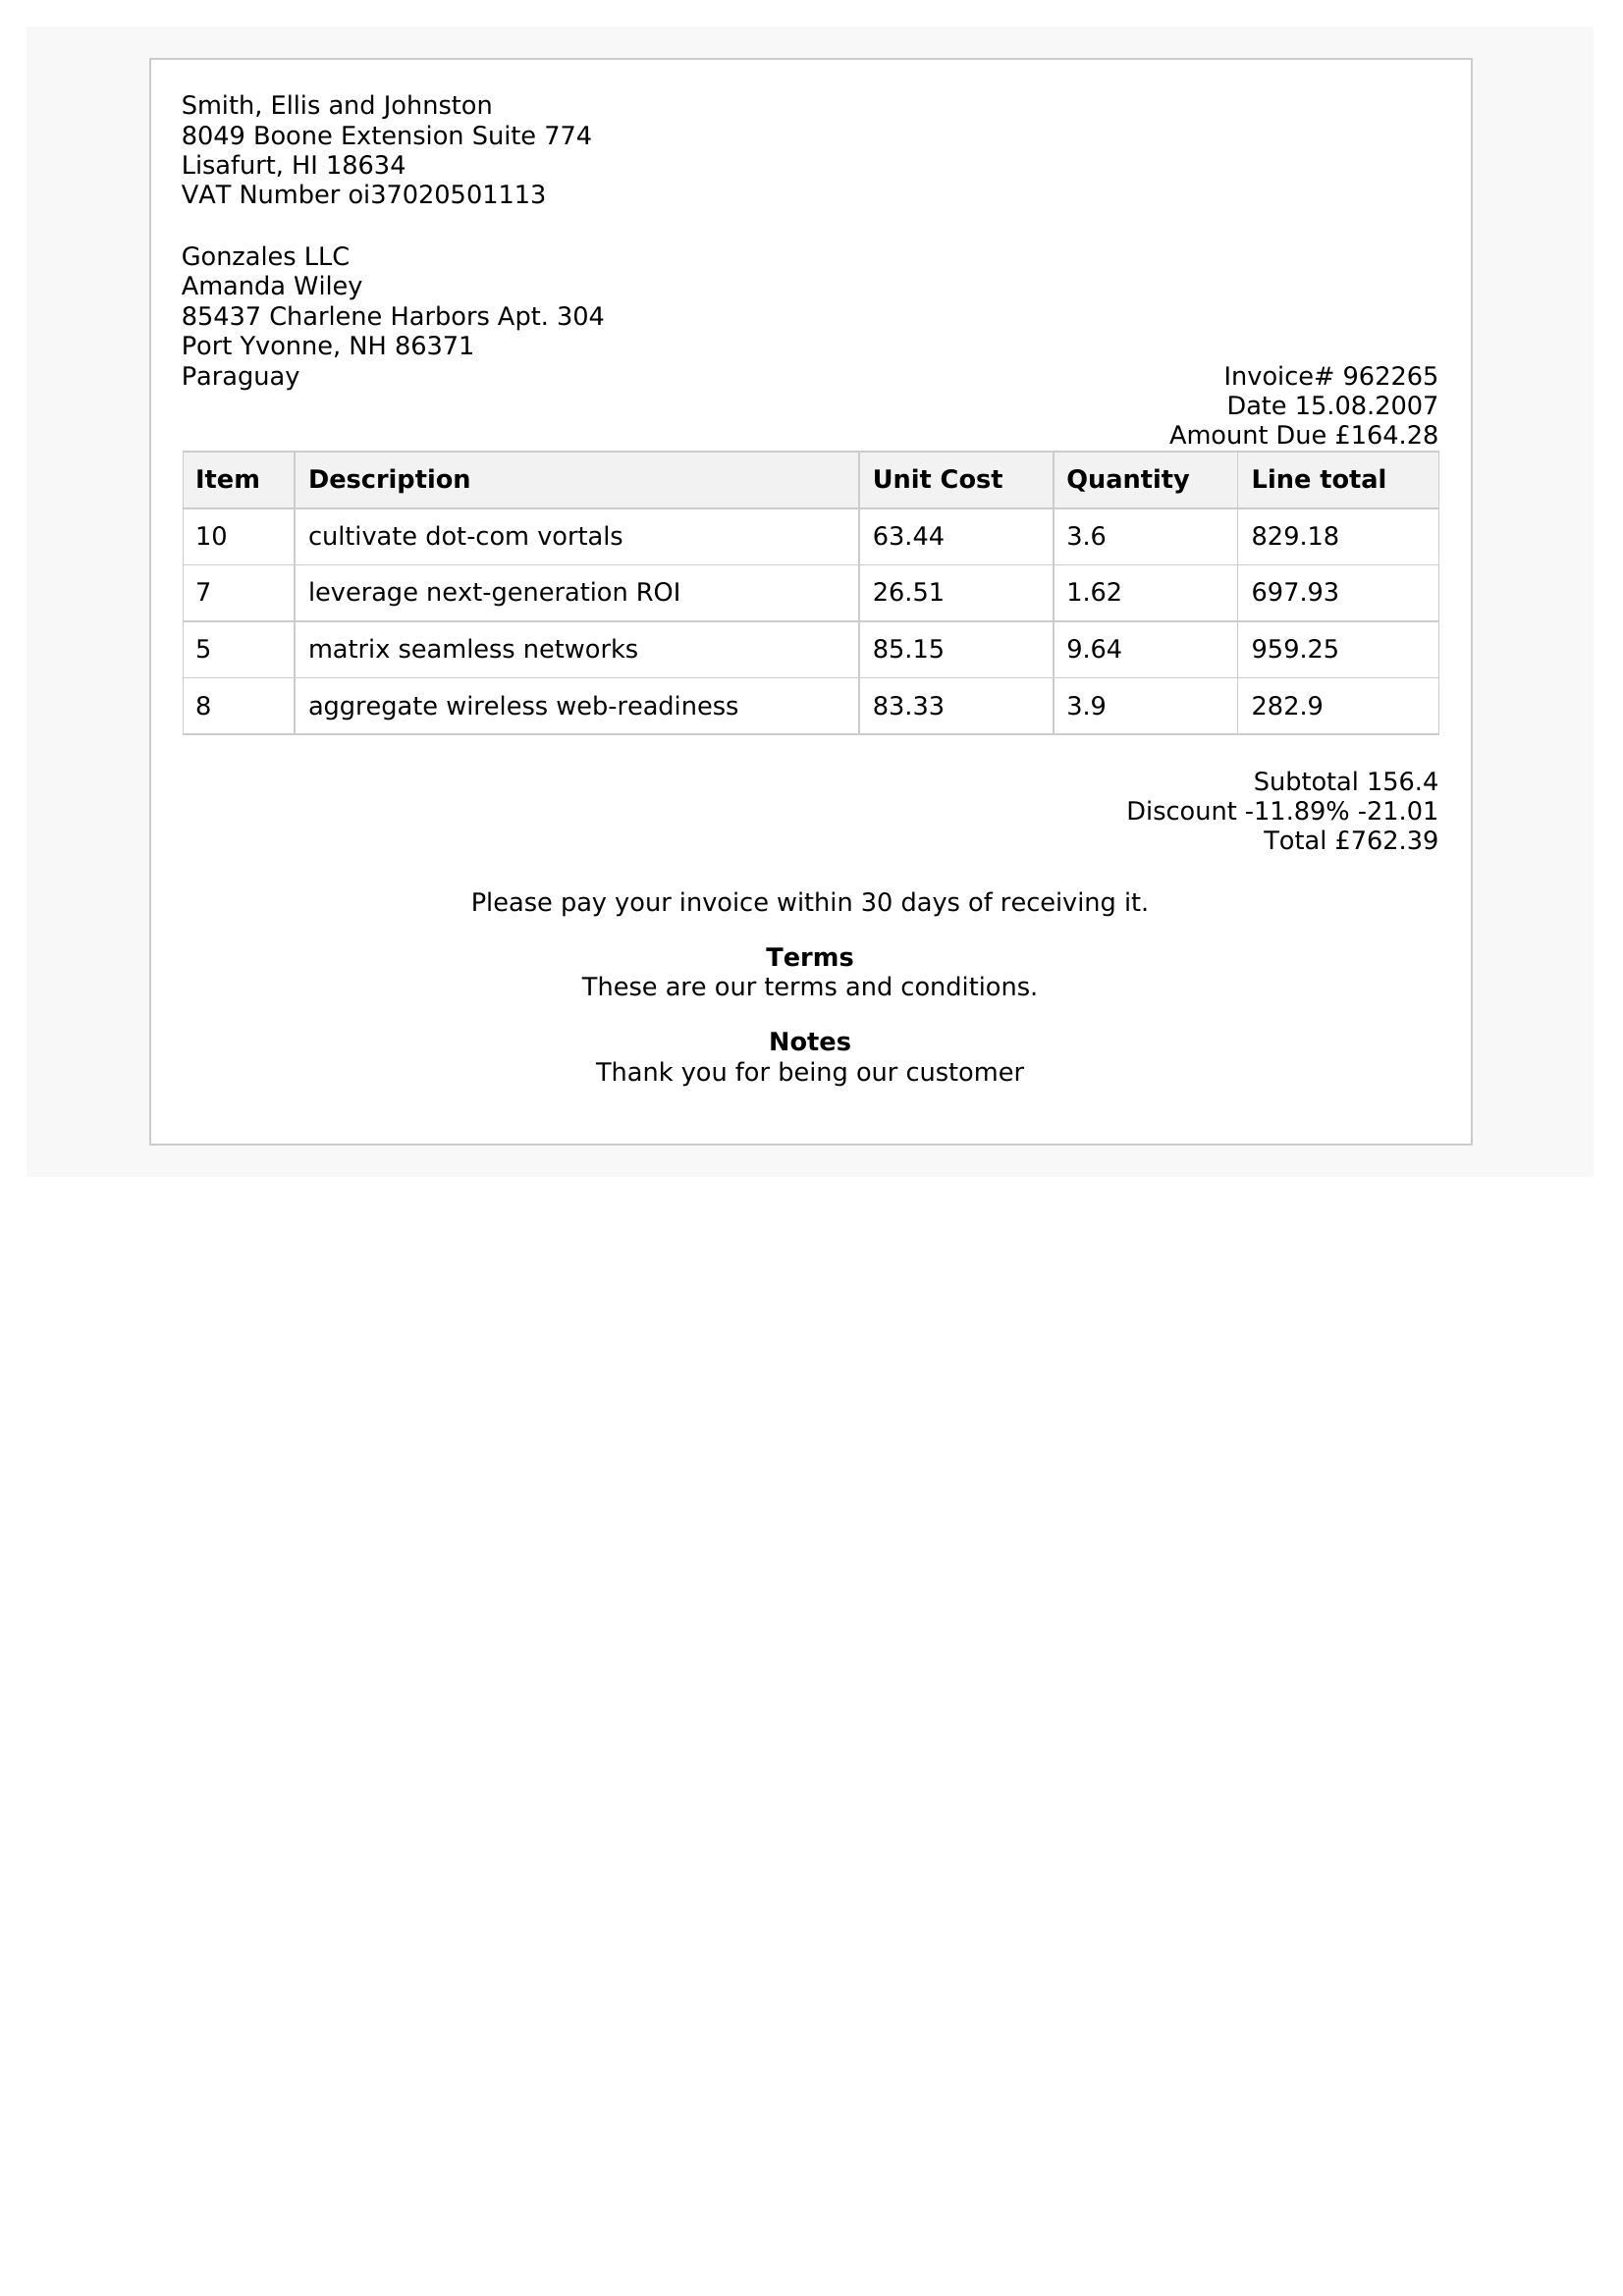 Smith, Ellis and Johnston
8049 Boone Extension Suite 774
Lisafurt, HI 18634
VAT Number oi37020501113
Gonzales LLC
Amanda Wiley
85437 Charlene Harbors Apt. 304
Port Yvonne, NH 86371
Paraguay
Invoice# 962265
Date 15.08.2007
Amount Due £164.28
Item Description Unit Cost Quantity Line total
10 cultivate dot-com vortals 63.44 3.6 829.18
7 leverage next-generation ROI 26.51 1.62 697.93
5 matrix seamless networks 85.15 9.64 959.25
8 aggregate wireless web-readiness 83.33 3.9 282.9
Subtotal 156.4
Discount -11.89% -21.01
Total £762.39
Please pay your invoice within 30 days of receiving it.
Terms
These are our terms and conditions.
Notes
Thank you for being our customer